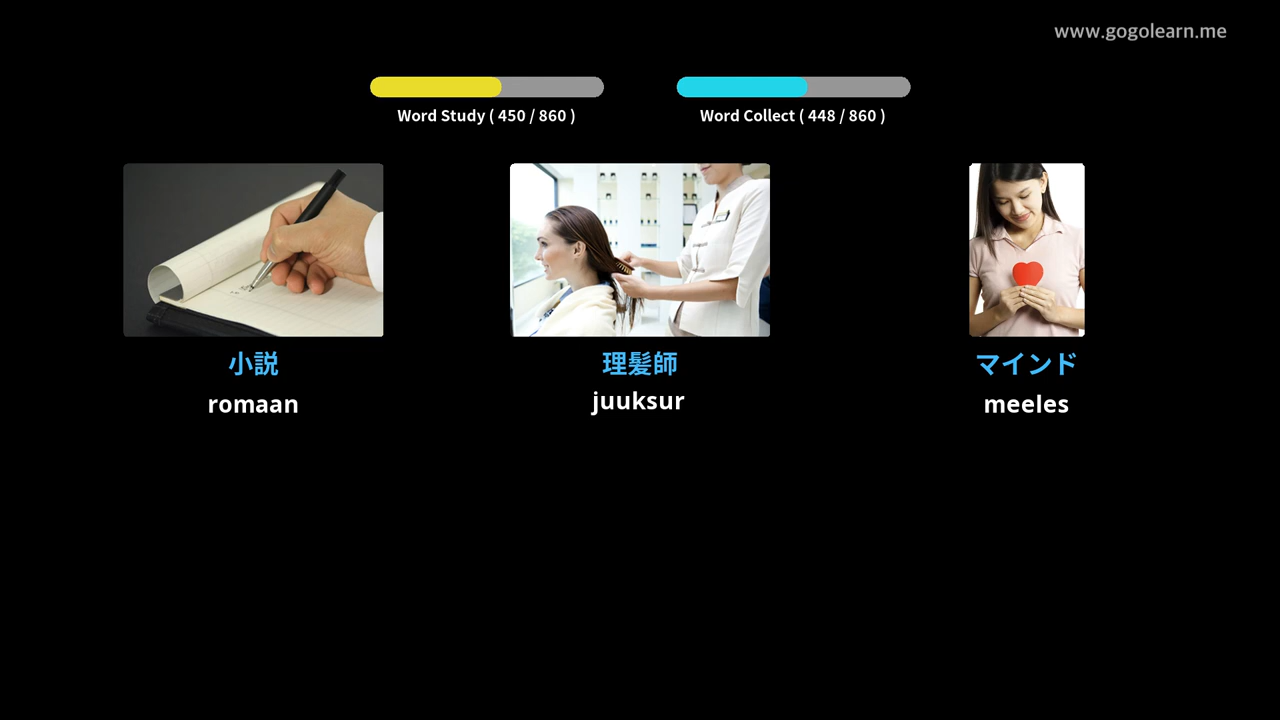 www.gogolearn.me
Word Study ( 450 / 860 )
Word Collect ( 448 / 860 )
小説
romaan
理髪師
juuksur
マインド
meeles